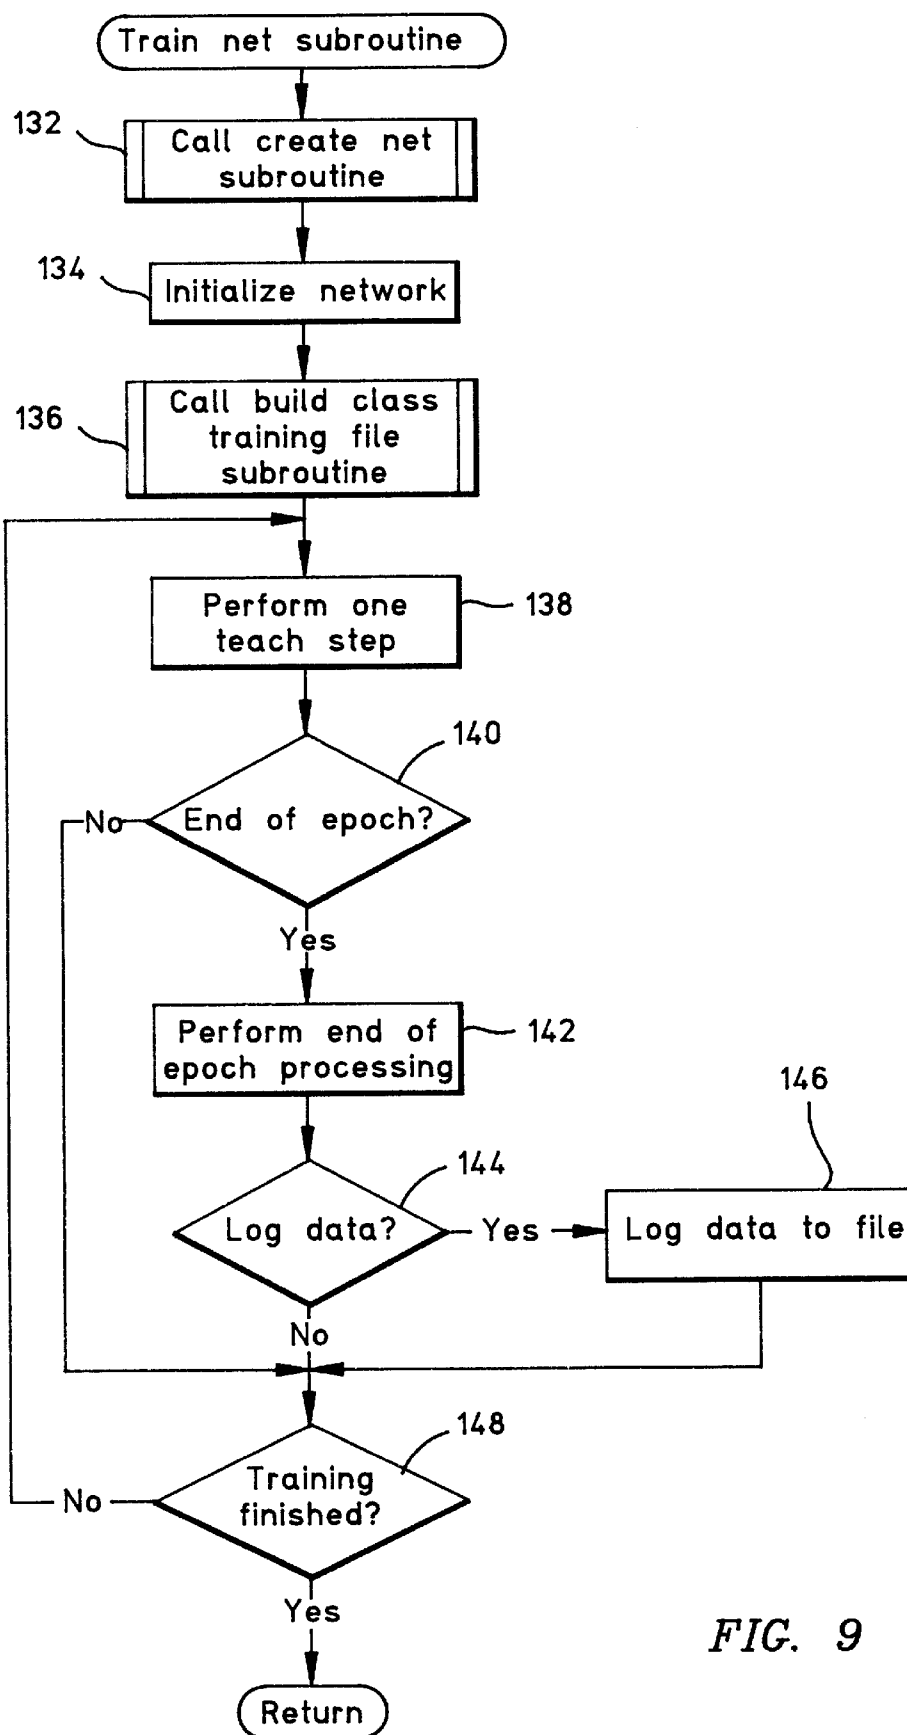 Train net subroutine
132
Call create net
subroutine
134
Initialize network
136
Call build class
training file
subroutine
Perform one
teach step
138
140
No
End of epoch?
Yes
Perform end of
epoch processing
142
146
144
Log data?
Yes
Log data to file
No
148
Training
finished?
No
Yes
FIG. 9
Return